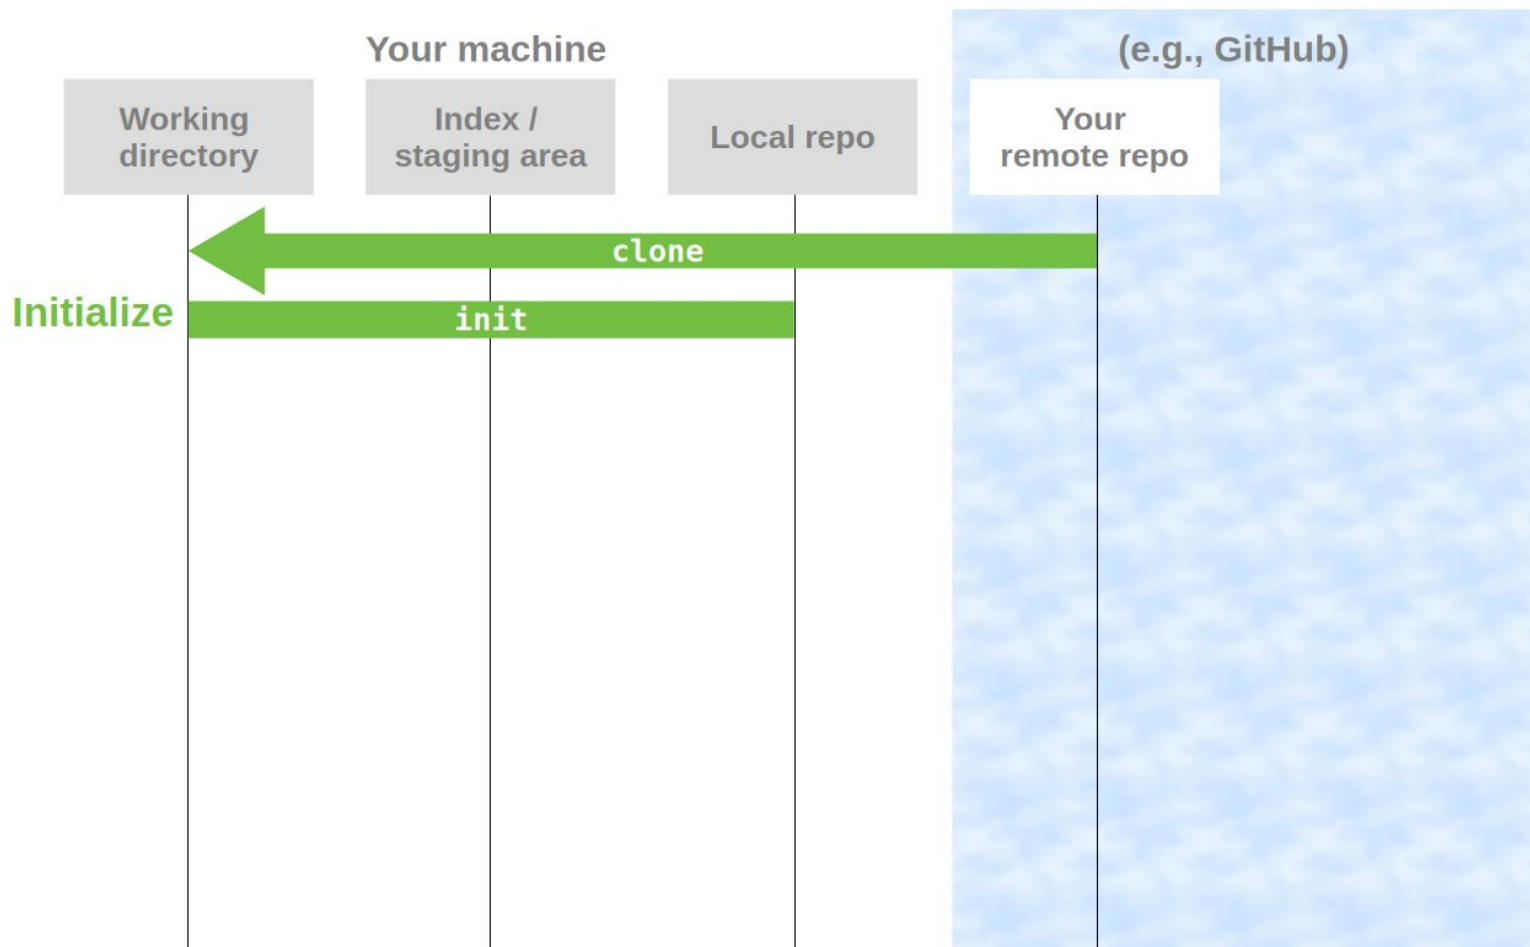 Your machine
(e.g., GitHub)
Working
directory
Index /
staging area
Local repo
Your
remote repo
clone
Initialize
init